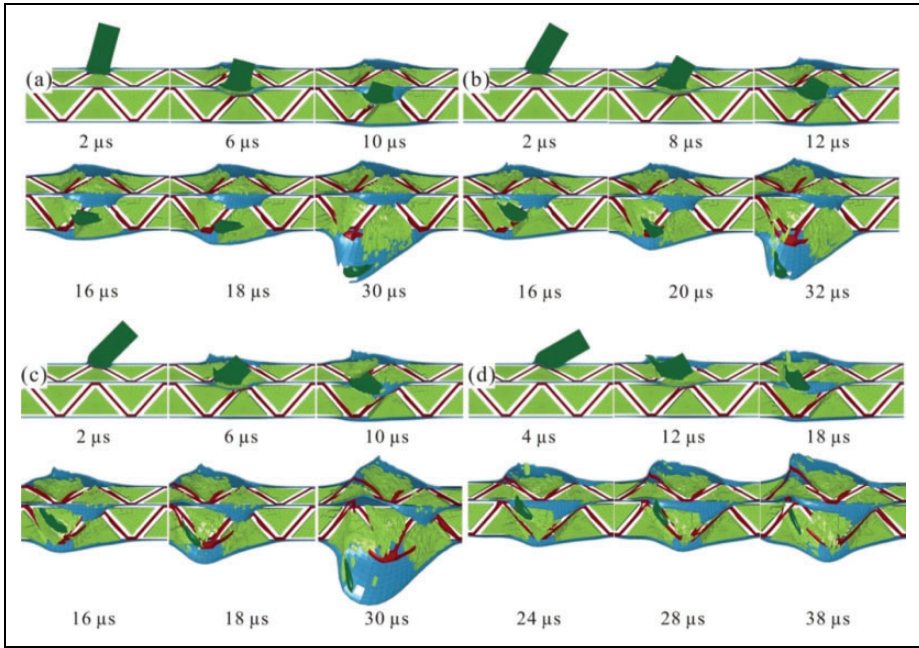 (a) (b)
2 µs 6 µs 10 µs 2 µs 8 µs 12 µs
16 µs 18 µs 30 µs 16 µs 20 µs 32 µs
(c) (d)
2 µs 6 µs 10 µs 4 µs 12 µs 18 µs
16 µs 18 µs 30 µs 24 µs 28 µs 38 µs